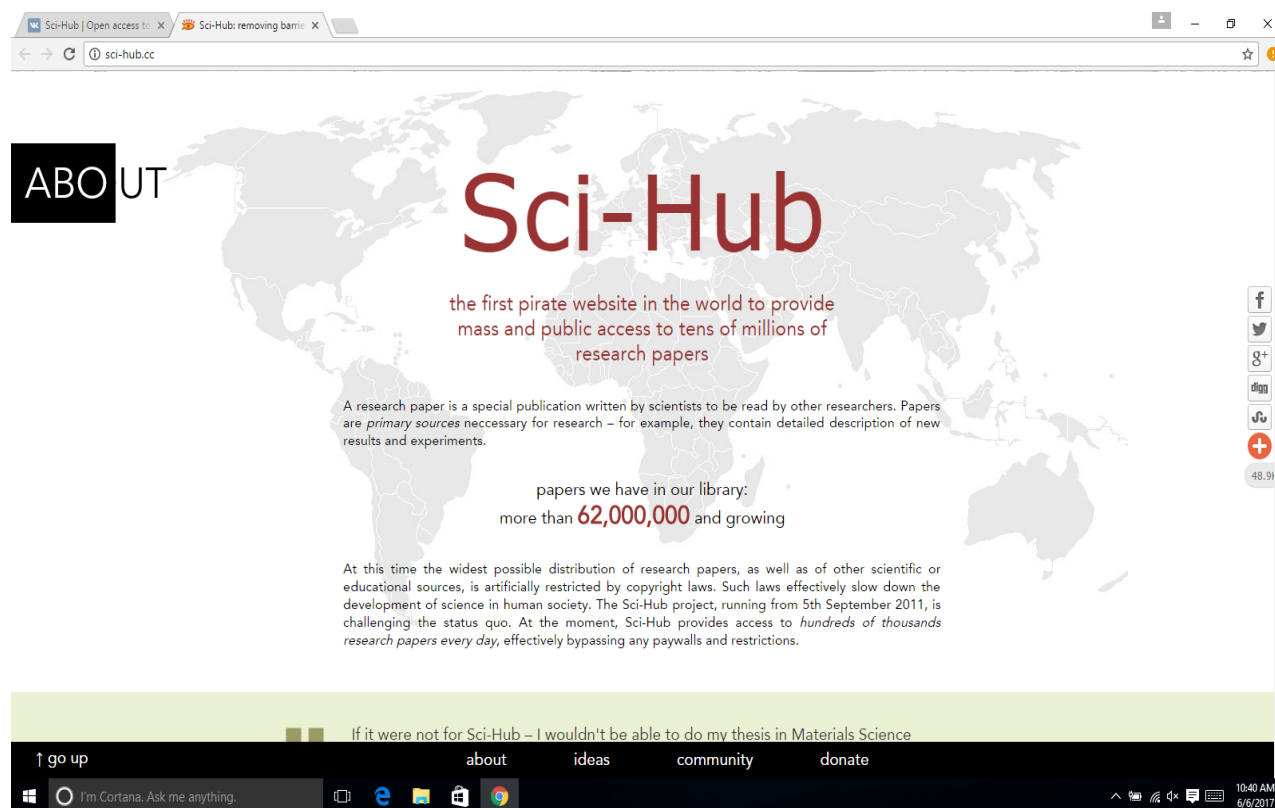 Sci-Hub | Open access to
Sci-Hub: removing barrie
sci-hub.cc
ABOUT
Sci-Hub
the first pirate website in the world to provide
mass and public access to tens of millions of
research papers
A research paper is a special publication written by scientists to be read by other researchers. Papers
are primary sources neccessary for research – for example, they contain detailed description of new
results and experiments.
papers we have in our library:
more than 62,000,000 and growing
At this time the widest possible distribution of research papers, as well as of other scientific or
educational sources, is artificially restricted by copyright laws. Such laws effectively slow down the
development of science in human society. The Sci-Hub project, running from 5th September 2011, is
challenging the status quo. At the moment, Sci-Hub provides access to hundreds of thousands
research papers every day, effectively bypassing any paywalls and restrictions.
digg
48.9
If it were not for Sci-Hub – I wouldn't be able to do my thesis in Materials Science
↑ go up
about
ideas
community
donate
I'm Cortana. Ask me anything.
10:40 AM
6/6/2017